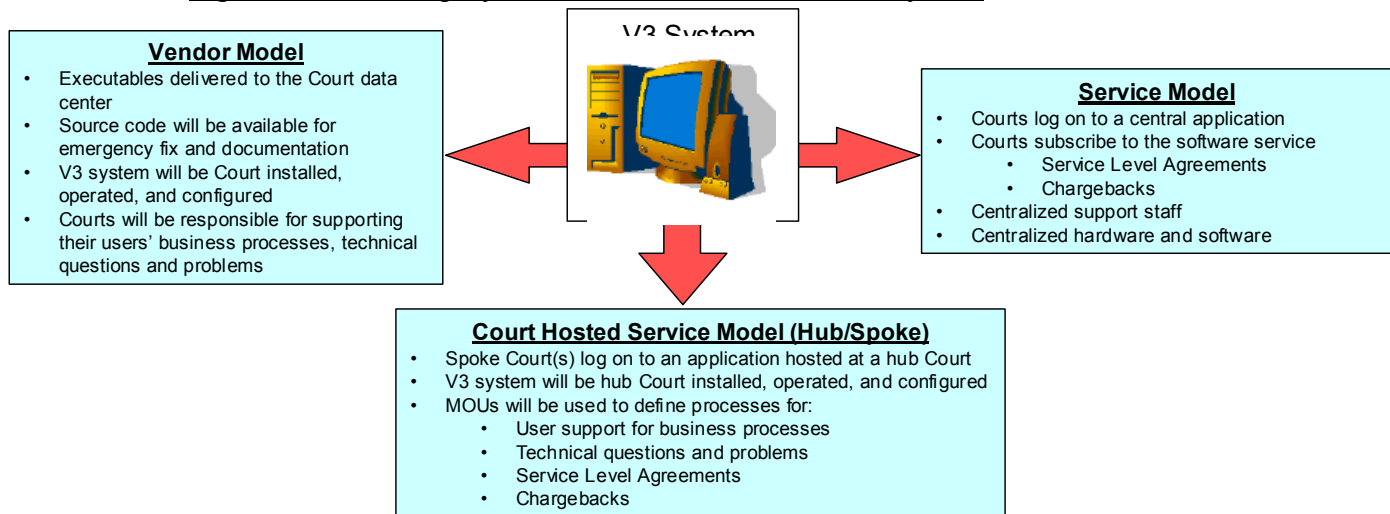 V3 System
Vendor Model
• Executables delivered to the Court data
center
• Source code will be available for
emergency fix and documentation
• V3 system will be Court installed,
operated, and configured
• Courts will be responsible for supporting
their users' business processes, technical
questions and problems
Service Model
• Courts log on to a central application
• Courts subscribe to the software service
• Service Level Agreements
• Chargebacks
• Centralized support staff
• Centralized hardware and software
Court Hosted Service Model (Hub/Spoke)
• Spoke Court(s) log on to an application hosted at a hub Court
• V3 system will be hub Court installed, operated, and configured
• MOUs will be used to define processes for:
• User support for business processes
• Technical questions and problems
• Service Level Agreements
• Chargebacks